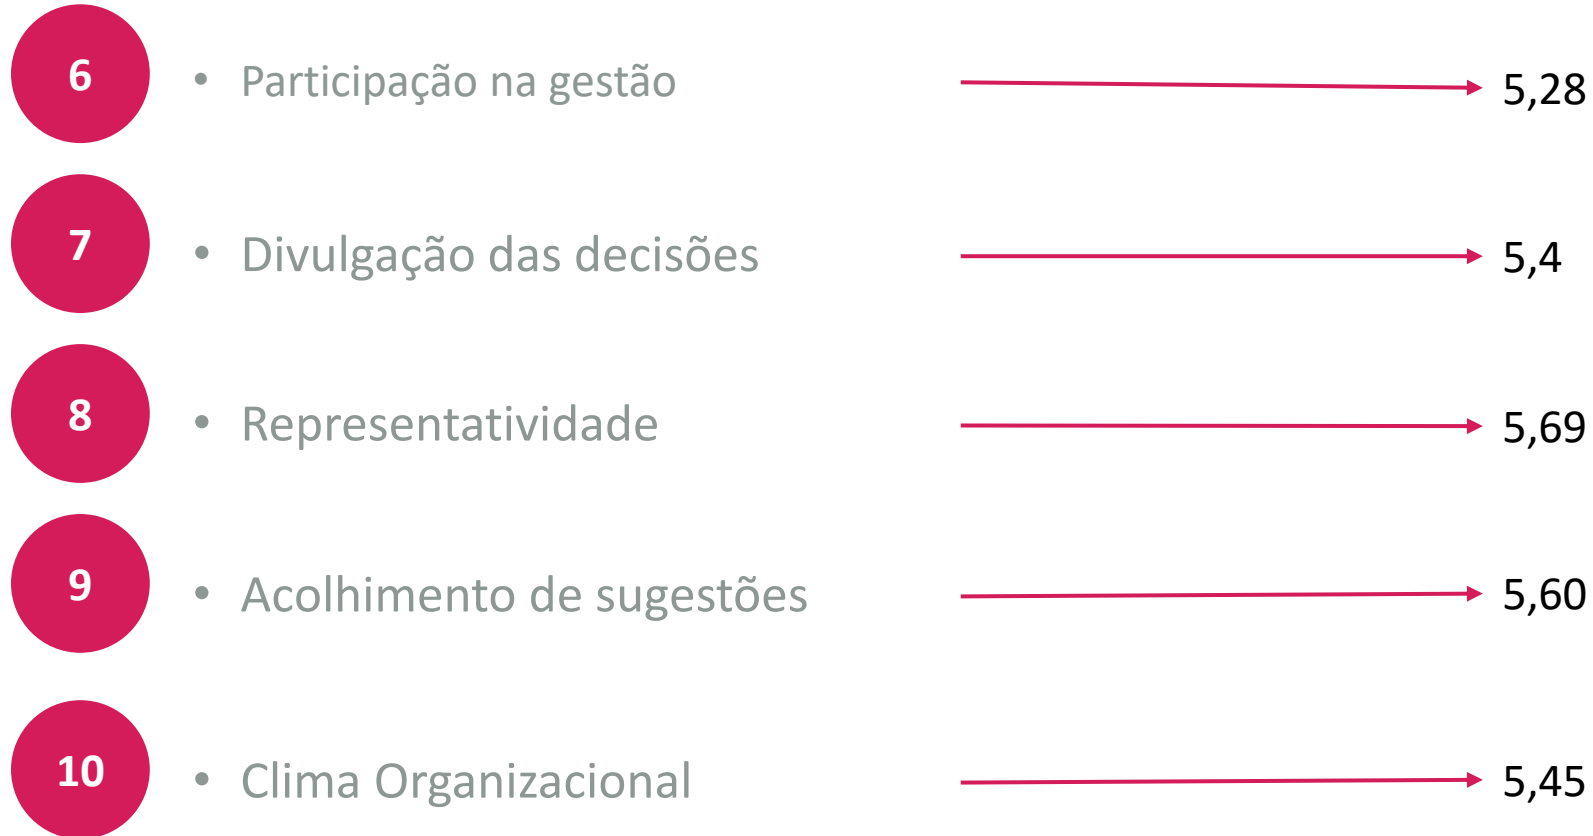 6 • Participação na gestão 5,28
7 • Divulgação das decisões 5,4
8 • Representatividade 5,69
9 • Acolhimento de sugestões 5,60
10 • Clima Organizacional 5,45